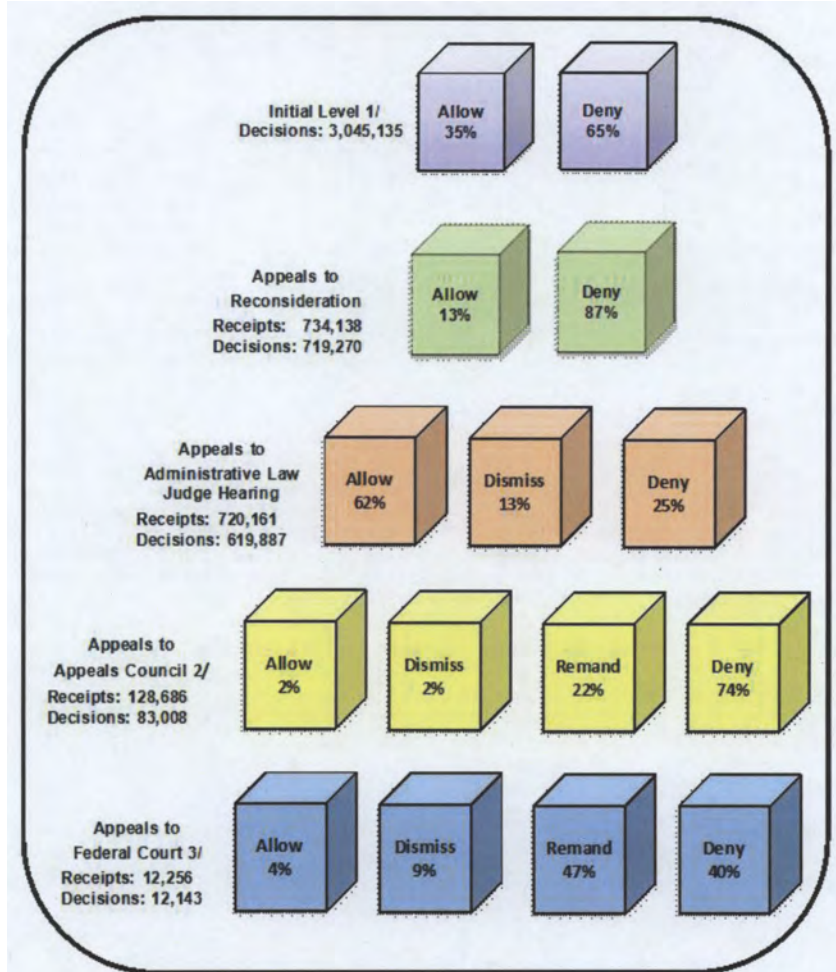 Initial Level 1/
Decisions: 3,045,135
Allow
35%
Deny
65%
Appeals to
Reconsideration
Receipts: 734,138
Decisions: 719,270
Allow
13%
Deny
87%
Appeals to
Administrative Law
Judge Hearing
Receipts: 720,161
Decisions: 619,887
Allow
62%
Dismiss
13%
Deny
25%
Appeals to
Appeals Council 2/
Receipts: 128,686
Decisions: 83,008
Allow
2%
Dismiss
2%
Remand
22%
Deny
74%
Appeals to
Federal Court 3/
Receipts: 12,256
Decisions: 12,143
Allow
4%
Dismiss
9%
Remand
47%
Deny
40%